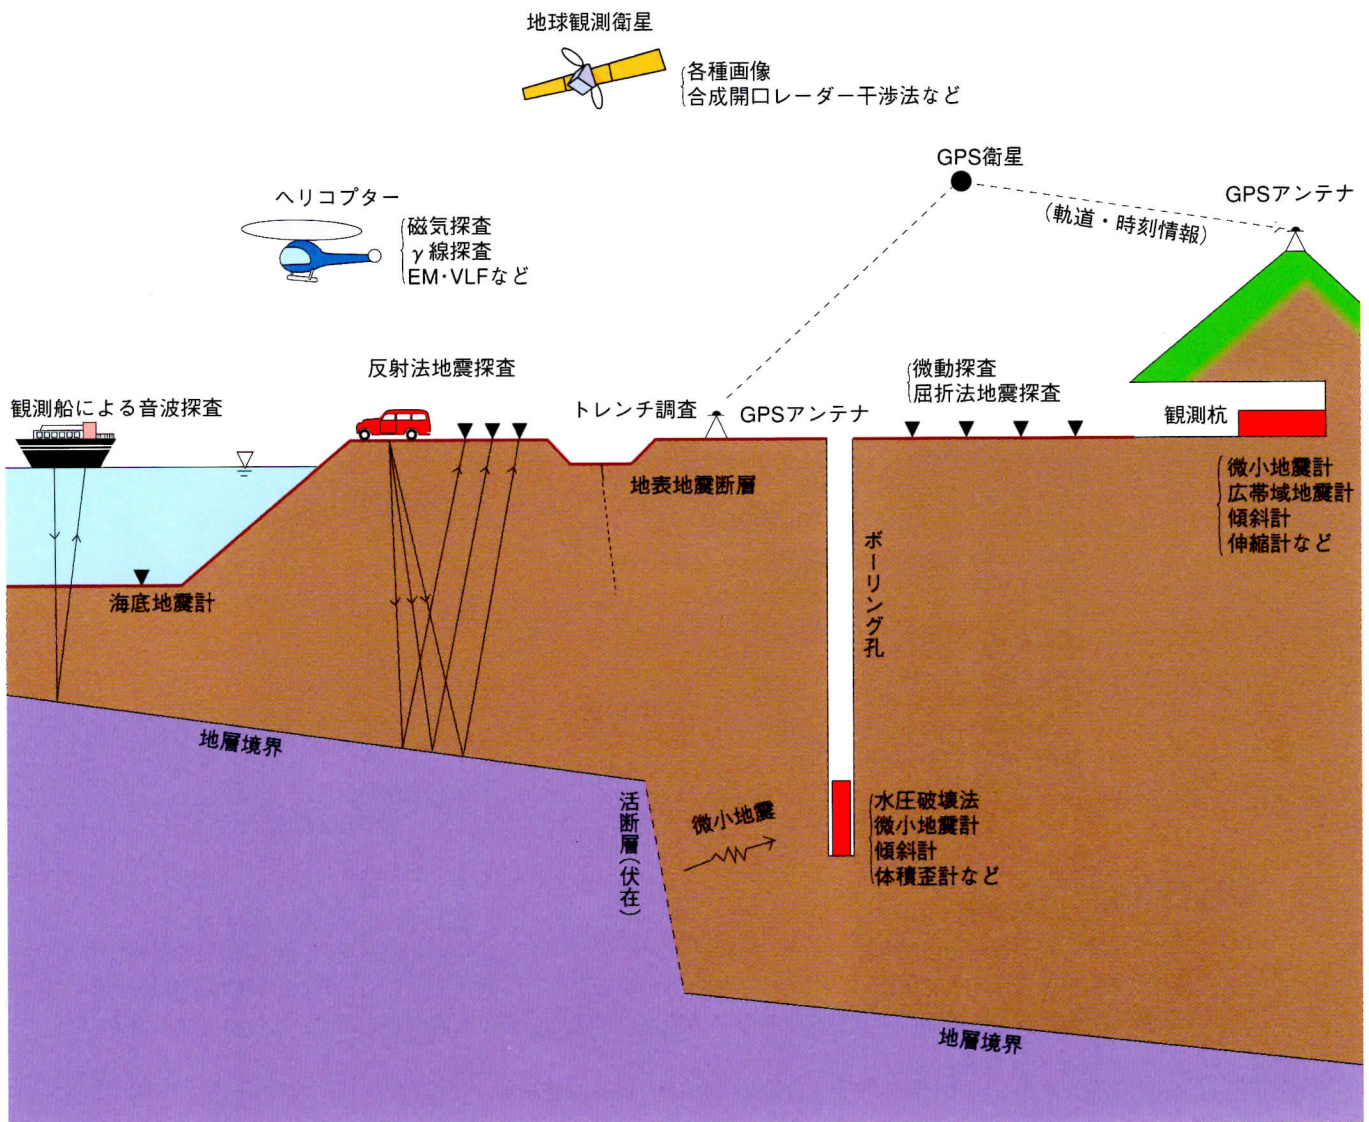 地球観測衛星
各種画像
合成開口レーダー干渉法など
GPS衛星
GPSアンテナ
(軌道・時刻情報)
ヘリコプター
磁気探査
γ線探査
EM・VLFなど
反射法地震探査
微動探査
屈折法地震探査
観測船による音波探査
トレンチ調査
GPSアンテナ
観測杭
地表地震断層
微小地震計
広帯域地震計
傾斜計
伸縮計など
ボーリング孔
海底地震計
地層境界
活断層(伏在)
微小地震
水圧破壊法
微小地震計
傾斜計
体積歪計など
地層境界